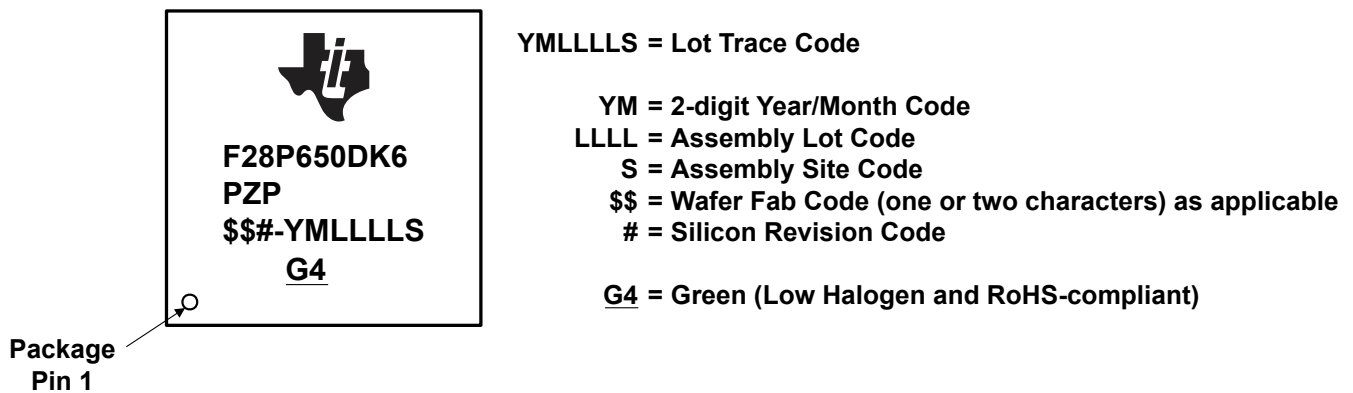 F28P650DK6
PZP
$$#-YMLLLLS
G4
Package
Pin 1
YMLLLLS = Lot Trace Code
YM = 2-digit Year/Month Code
LLLL = Assembly Lot Code
S = Assembly Site Code
$$ = Wafer Fab Code (one or two characters) as applicable
# = Silicon Revision Code
G4 = Green (Low Halogen and RoHS-compliant)